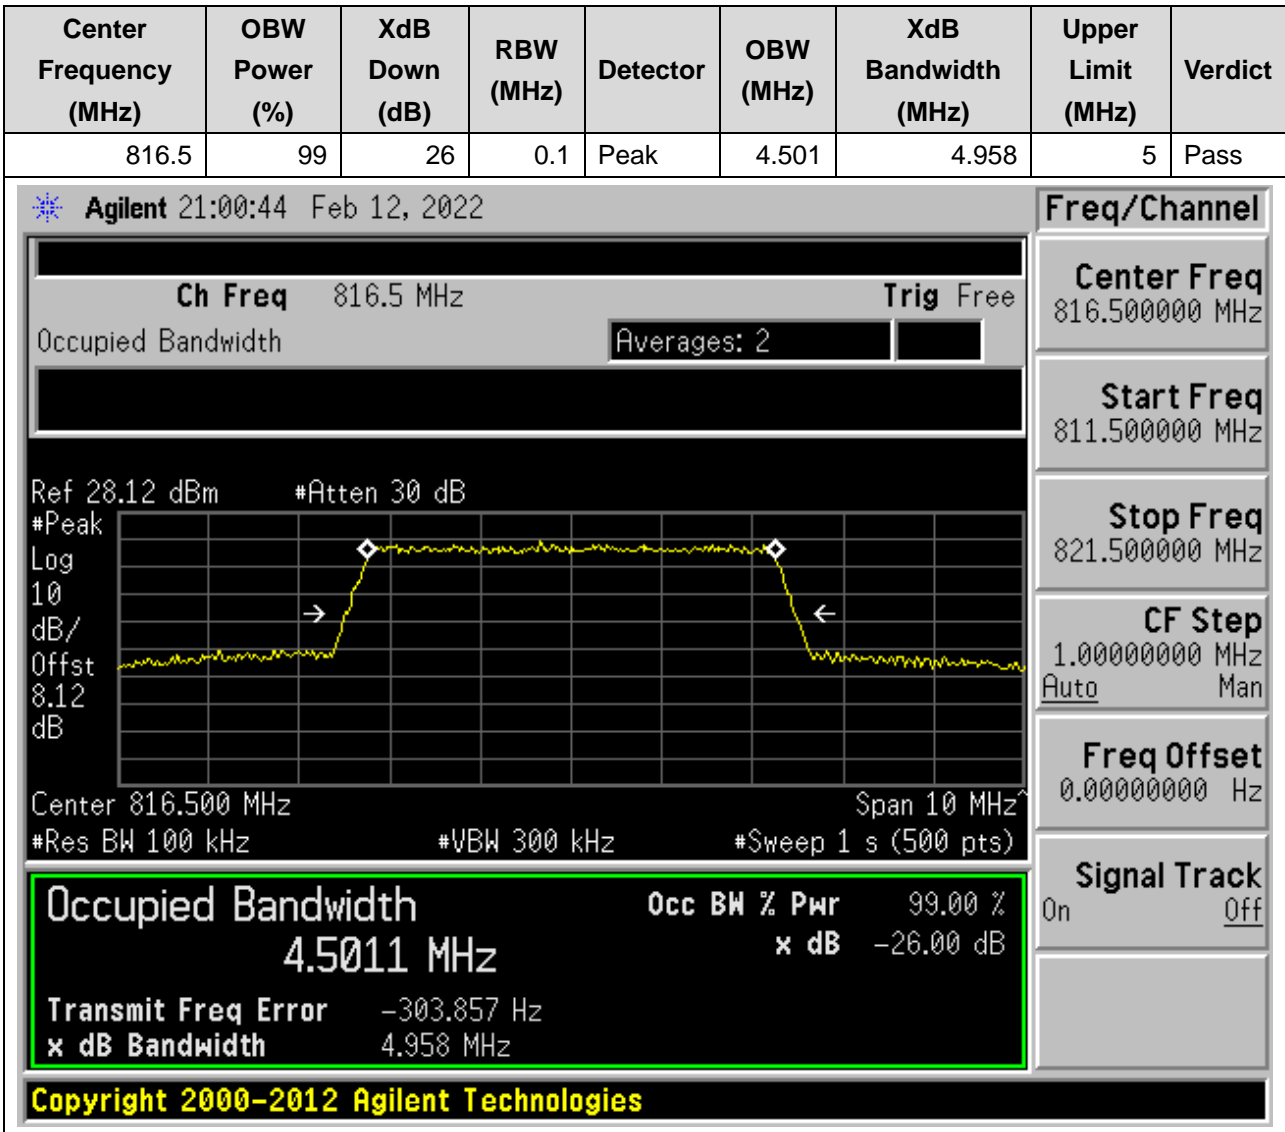 Center Frequency (MHz) OBW Power (%) XdB Down (dB) RBW (MHz) Detector OBW (MHz) XdB Bandwidth (MHz) Upper Limit (MHz) Verdict
816.5 99 26 0.1 Peak 4.501 4.958 5 Pass
Agilent 21:00:44 Feb 12, 2022
Freq/Channel
Ch Freq 816.5 MHz Trig Free
Occupied Bandwidth Averages: 2
Center Freq
816.500000 MHz
Start Freq
811.500000 MHz
Stop Freq
821.500000 MHz
CF Step
1.00000000 MHz
Auto Man
Freq Offset
0.00000000 Hz
Signal Track
On Off
Ref 28.12 dBm #Atten 30 dB
#Peak
Log
10
dB/
Offst
8.12
dB
Center 816.500 MHz Span 10 MHz^
#Res BW 100 kHz #VBW 300 kHz #Sweep 1 s (500 pts)
Occupied Bandwidth Occ BW % Pwr 99.00 %
4.5011 MHz x dB -26.00 dB
Transmit Freq Error -303.857 Hz
x dB Bandwidth 4.958 MHz
Copyright 2000-2012 Agilent Technologies